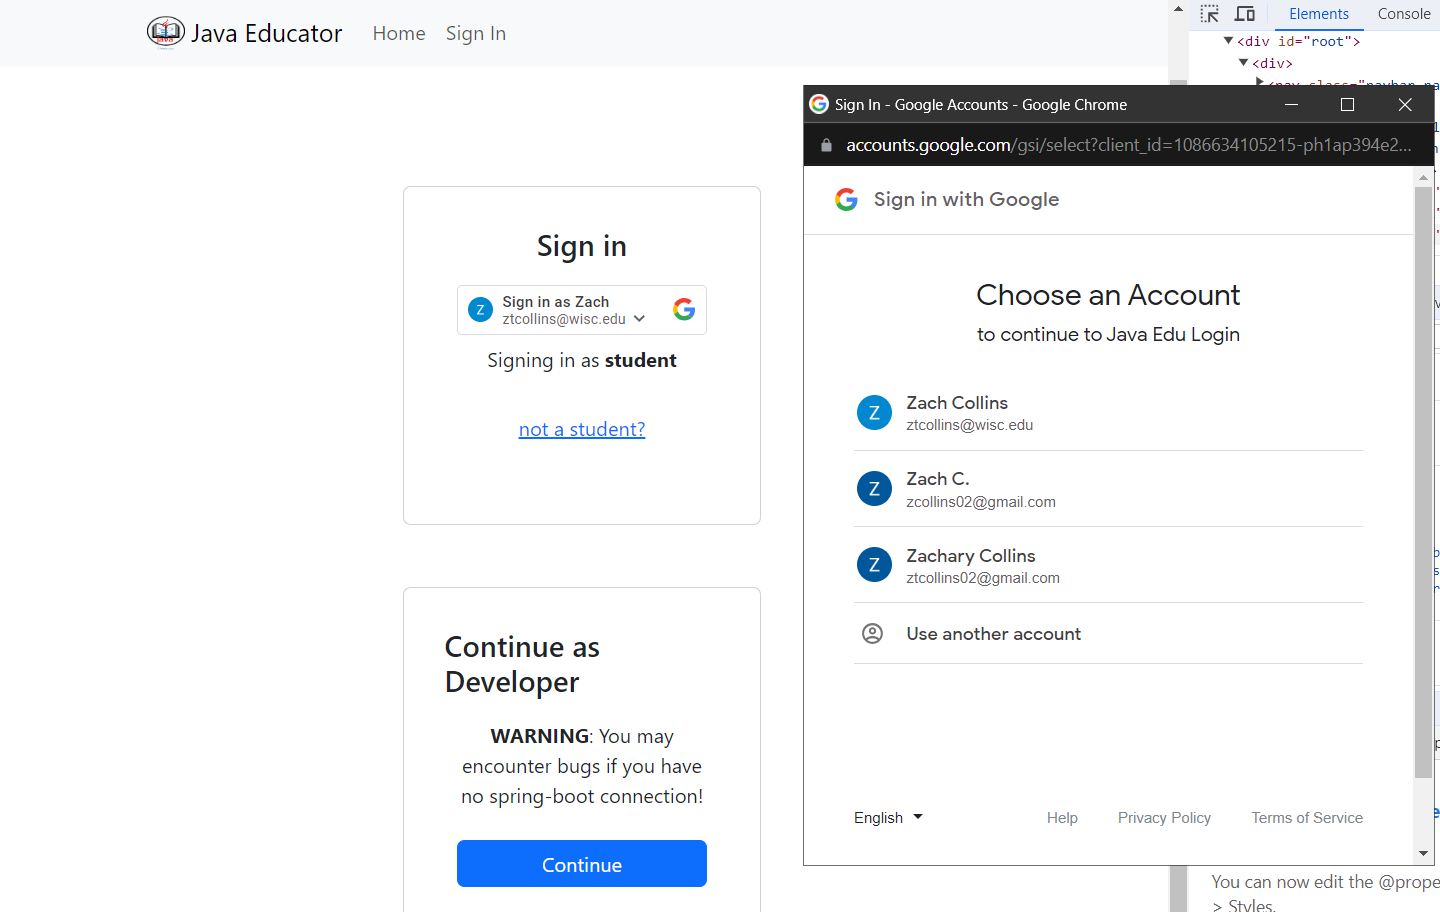 Java Educator Home Sign In
Sign in
Z
Sign in as Zach
ztcollins@wisc.edu
Signing in as student
not a student?
Continue as
Developer
WARNING: You may
encounter bugs if you have
no spring-boot connection!
Continue
Elements Console
<div id="root">
<div>
Sign In - Google Accounts - Google Chrome
accounts.google.com/gsi/select?client_id=1086634105215-ph1ap394e2...
Sign in with Google
Choose an Account
to continue to Java Edu Login
Z
Zach Collins
ztcollins@wisc.edu
Z
Zach C.
zcollins02@gmail.com
Z
Zachary Collins
ztcollins02@gmail.com
Use another account
English Help Privacy Policy Terms of Service
You can now edit the @prope
> Styles.